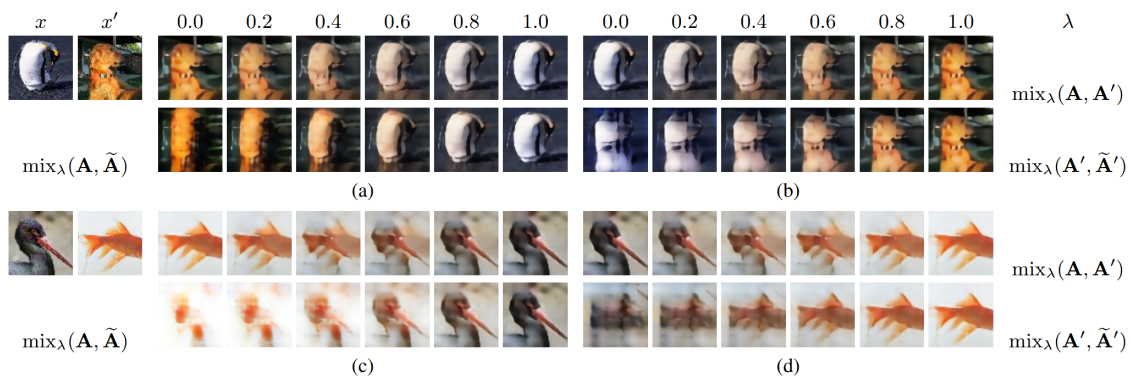 x x′ 0.0 0.2 0.4 0.6 0.8 1.0 0.0 0.2 0.4 0.6 0.8 1.0 λ
mixλ(A, A′)
mixλ(A, Ã) mixλ(A′, Ã′)
(a) (b)
mixλ(A, A′)
mixλ(A, Ã) mixλ(A′, Ã′)
(c) (d)